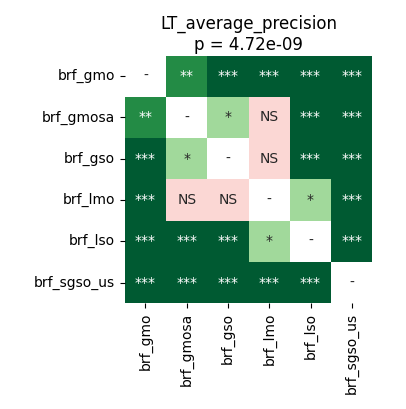 LT_average_precision
p = 4.72e-09
brf_gmo - ** *** *** *** ***
brf_gmosa ** - * NS *** ***
brf_gso *** * - NS *** ***
brf_lmo *** NS NS - * ***
brf_lso *** *** *** * - ***
brf_sgso_us *** *** *** *** *** -
brf_gmo brf_gmosa brf_gso brf_lmo brf_lso brf_sgso_us